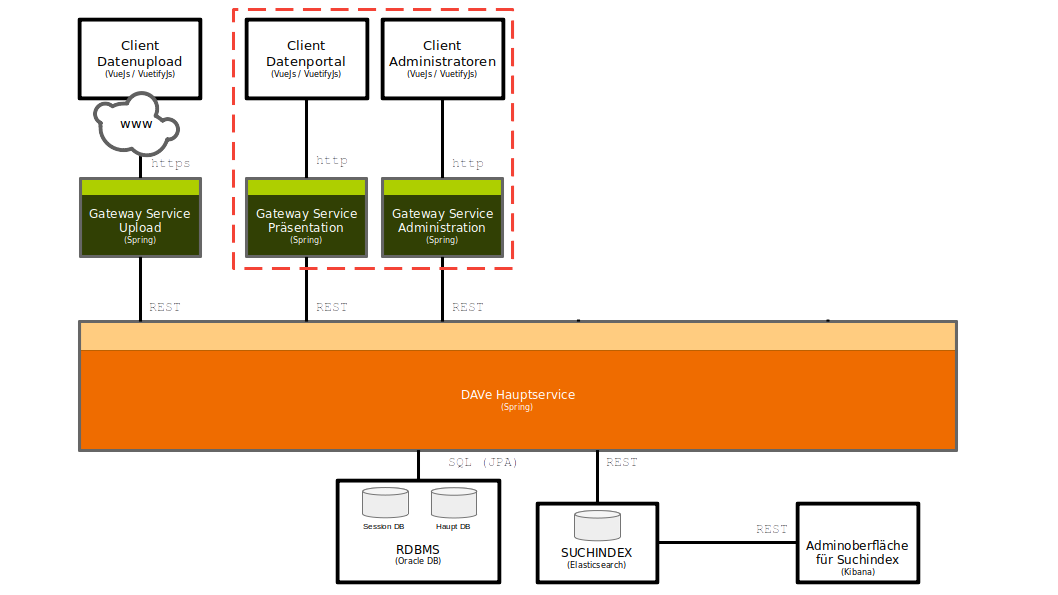 Client
Datenupload
(VueJs / VuetifyJs)
Client
Datenportal
(VueJs / VuetifyJs)
Client
Administratoren
(VueJs / VuetifyJs)
www
https
http
http
Gateway Service
Upload
(Spring)
Gateway Service
Präsentation
(Spring)
Gateway Service
Administration
(Spring)
REST
REST
REST
DAVe Hauptservice
(Spring)
SQL (JPA)
REST
Session DB
Haupt DB
RDBMS
(Oracle DB)
SUCHINDEX
(Elasticsearch)
REST
Adminoberfläche
für Suchindex
(Kibana)